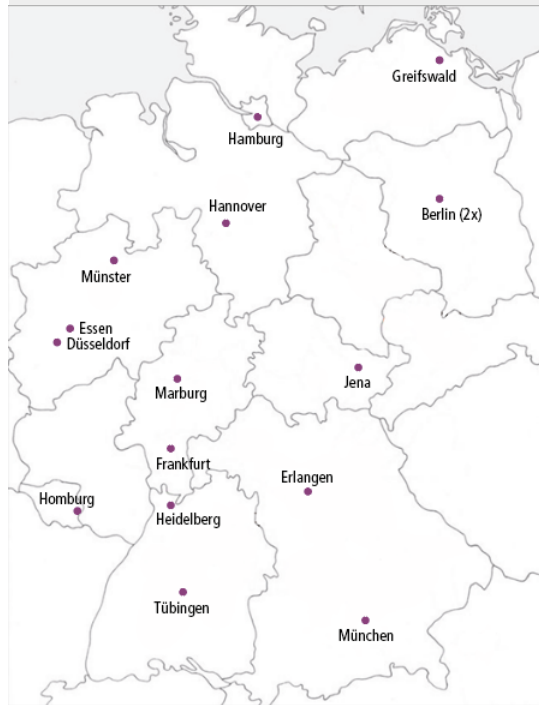 Greifswald
Hamburg
Hannover
Berlin (2x)
Münster
Essen
Düsseldorf
Jena
Marburg
Frankfurt
Erlangen
Homburg
Heidelberg
Tübingen
München